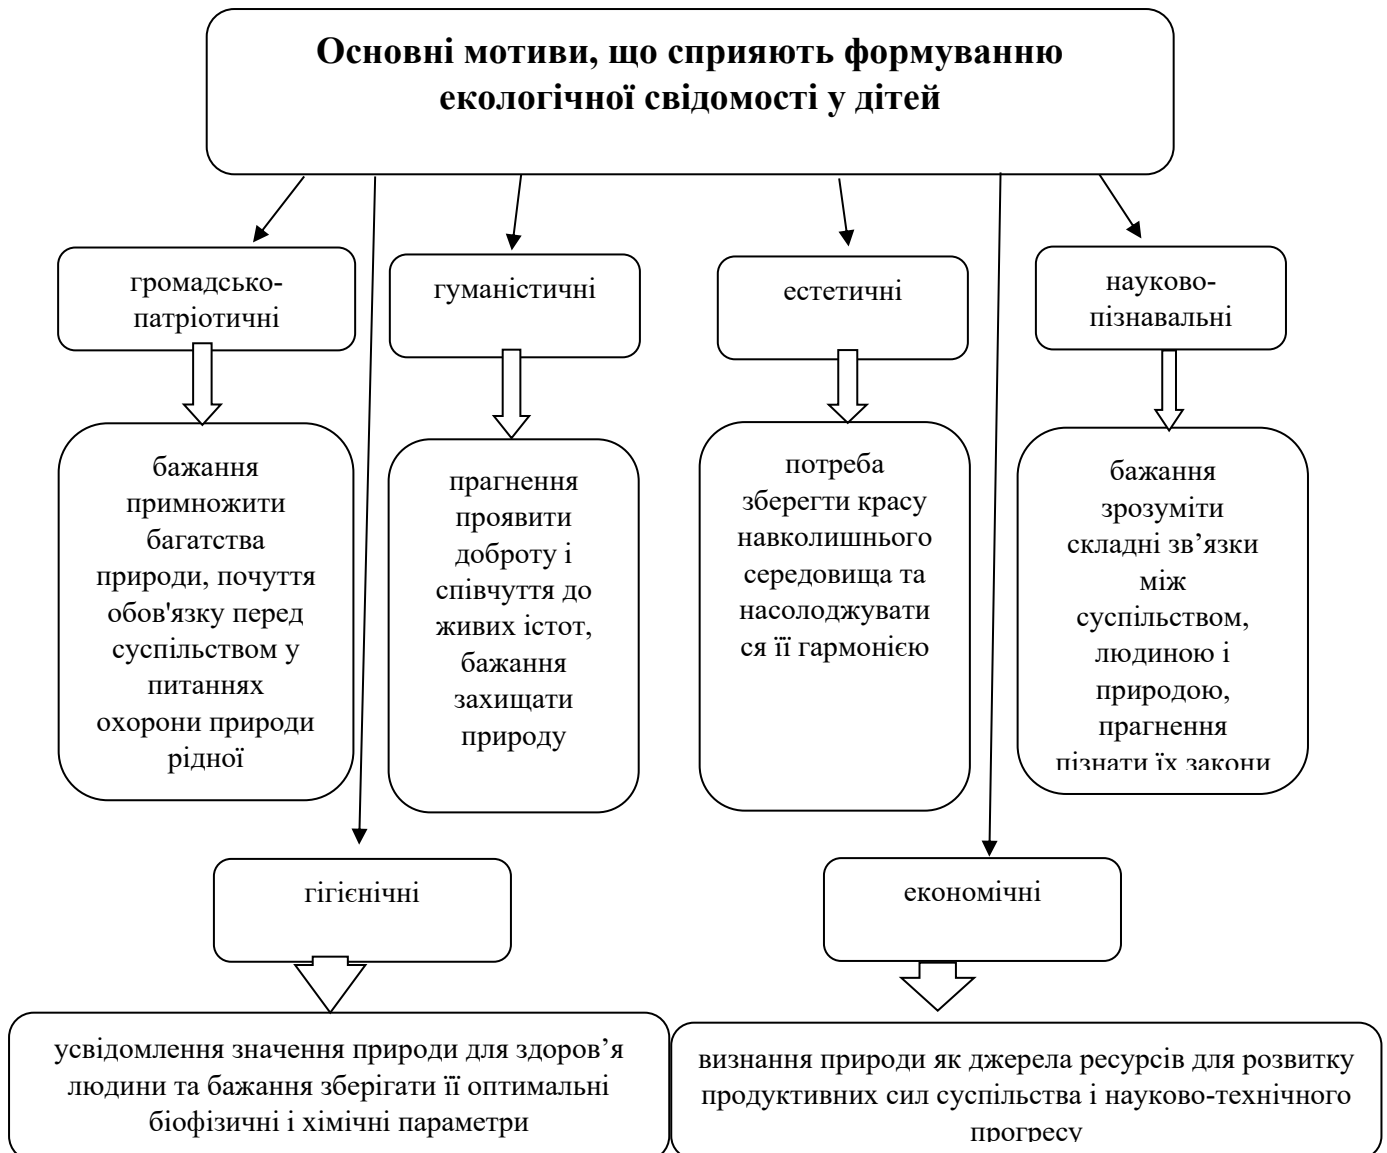 Основні мотиви, що сприяють формуванню
екологічної свідомості у дітей
громадсько-
патріотичні
гуманістичні
естетичні
науково-
пізнавальні
бажання
примножити
багатства
природи, почуття
обов'язку перед
суспільством у
питаннях
охорони природи
рідної
прагнення
проявити
доброту і
співчуття до
живих істот,
бажання
захищати
природу
потреба
зберегти красу
навколишнього
середовища та
насолоджувати
ся її гармонією
бажання
зрозуміти
складні зв’язки
між
суспільством,
людиною і
природою,
прагнення
пізнати їх закони
гігієнічні
економічні
усвідомлення значення природи для здоров’я
людини та бажання зберігати її оптимальні
біофізичні і хімічні параметри
визнання природи як джерела ресурсів для розвитку
продуктивних сил суспільства і науково-технічного
прогресу